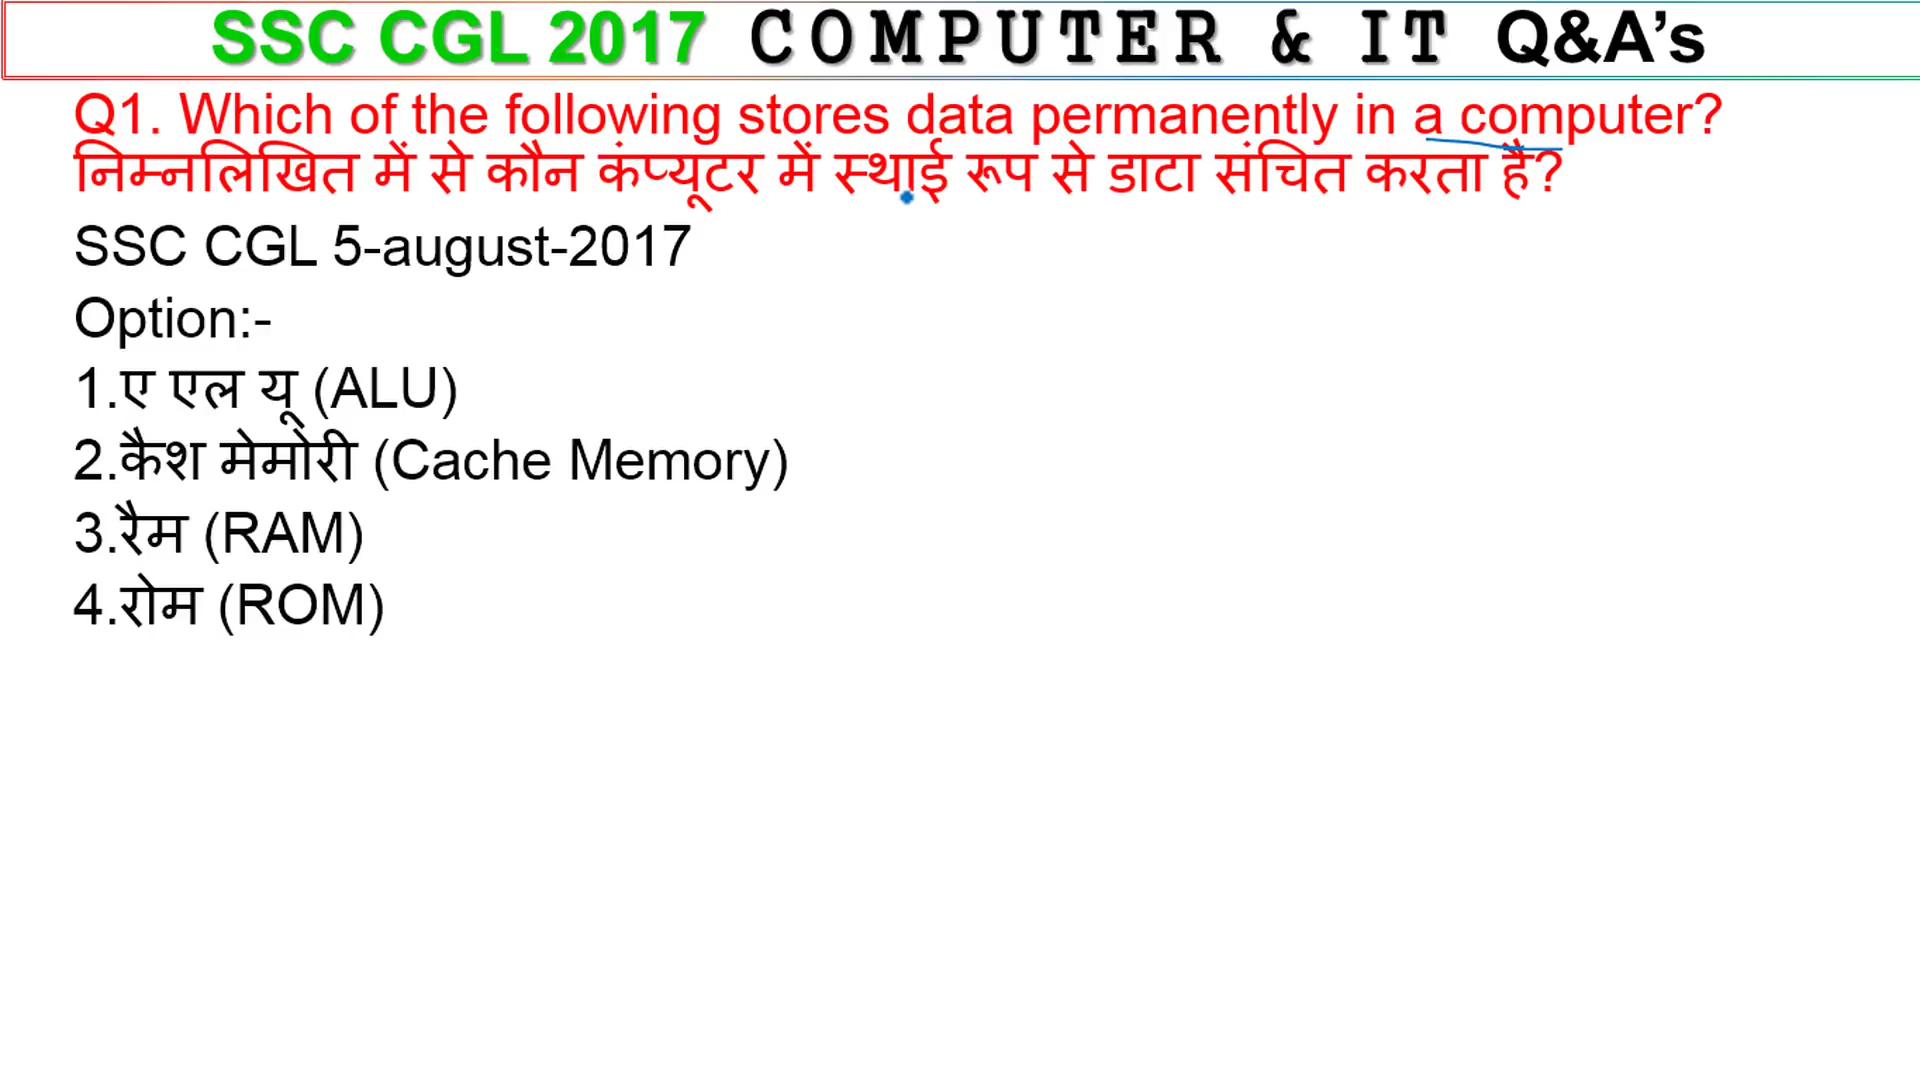 SSC CGL 2017 COMPUTER & IT Q&A’s
Q1. Which of the following stores data permanently in a computer?
निम्नलिखित में से कौन कंप्यूटर में स्थाई रूप से डाटा संचित करता है?
SSC CGL 5-august-2017
Option:-
1.ए एल यू (ALU)
2.कैश मेमोरी (Cache Memory)
3.रैम (RAM)
4.रोम (ROM)